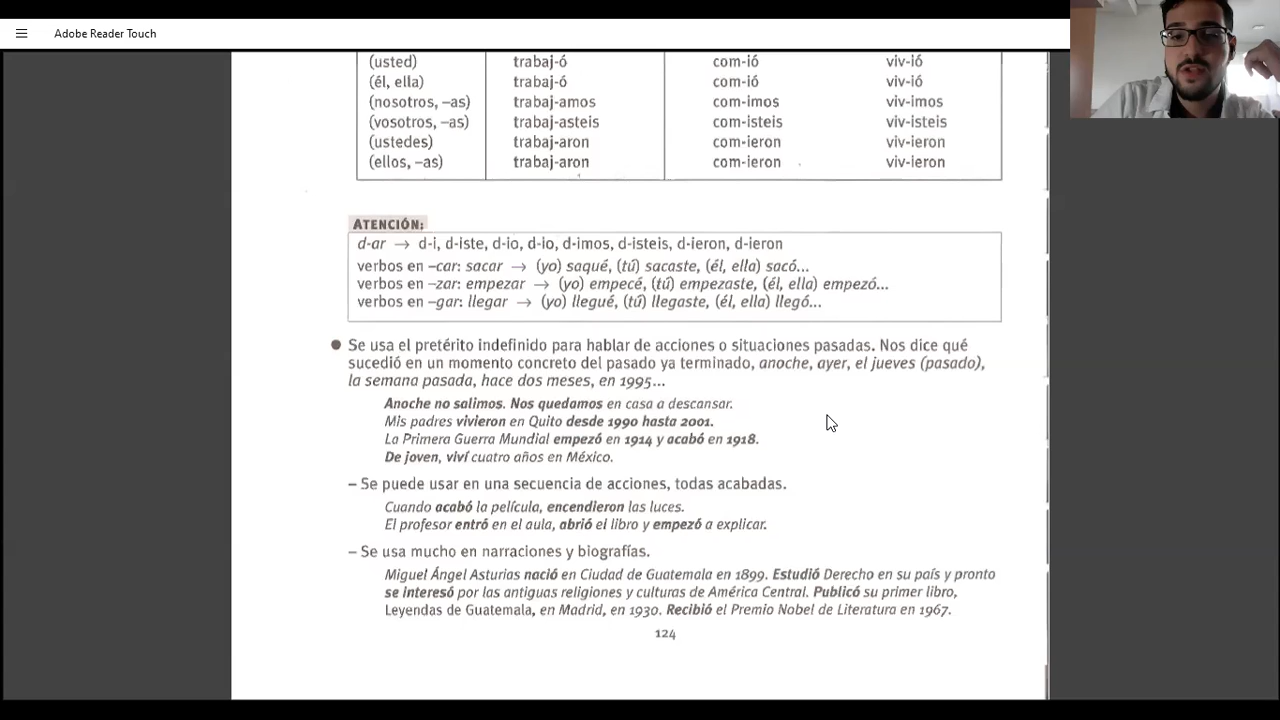 Adobe Reader Touch
(usted) trabaj-ó com-ió viv-ió
(él, ella) trabaj-ó com-ió viv-ió
(nosotros, –as) trabaj-amos com-imos viv-imos
(vosotros, –as) trabaj-asteis com-isteis viv-isteis
(ustedes) trabaj-aron com-ieron viv-ieron
(ellos, –as) trabaj-aron com-ieron viv-ieron
ATENCIÓN:
d-ar → d-i, d-iste, d-io, d-io, d-imos, d-isteis, d-ieron, d-ieron
verbos en –car: sacar → (yo) saqué, (tú) sacaste, (él, ella) sacó...
verbos en –zar: empezar → (yo) empecé, (tú) empezaste, (él, ella) empezó...
verbos en –gar: llegar → (yo) llegué, (tú) llegaste, (él, ella) llegó...
● Se usa el pretérito indefinido para hablar de acciones o situaciones pasadas. Nos dice qué
sucedió en un momento concreto del pasado ya terminado, anoche, ayer, el jueves (pasado),
la semana pasada, hace dos meses, en 1995...
Anoche no salimos. Nos quedamos en casa a descansar.
Mis padres vivieron en Quito desde 1990 hasta 2001.
La Primera Guerra Mundial empezó en 1914 y acabó en 1918.
De joven, viví cuatro años en México.
– Se puede usar en una secuencia de acciones, todas acabadas.
Cuando acabó la película, encendieron las luces.
El profesor entró en el aula, abrió el libro y empezó a explicar.
– Se usa mucho en narraciones y biografías.
Miguel Ángel Asturias nació en Ciudad de Guatemala en 1899. Estudió Derecho en su país y pronto
se interesó por las antiguas religiones y culturas de América Central. Publicó su primer libro,
Leyendas de Guatemala, en Madrid, en 1930. Recibió el Premio Nobel de Literatura en 1967.
124